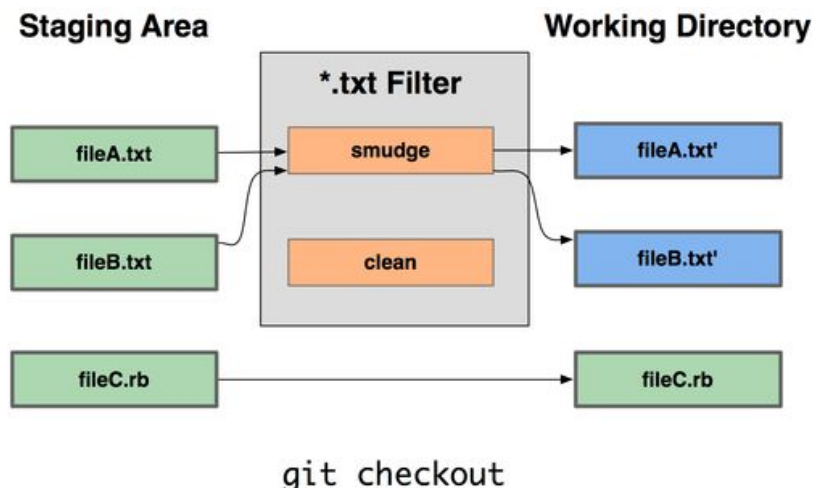 Staging Area
Working Directory
*.txt Filter
fileA.txt
smudge
fileA.txt'
fileB.txt
clean
fileB.txt'
fileC.rb
fileC.rb
git checkout